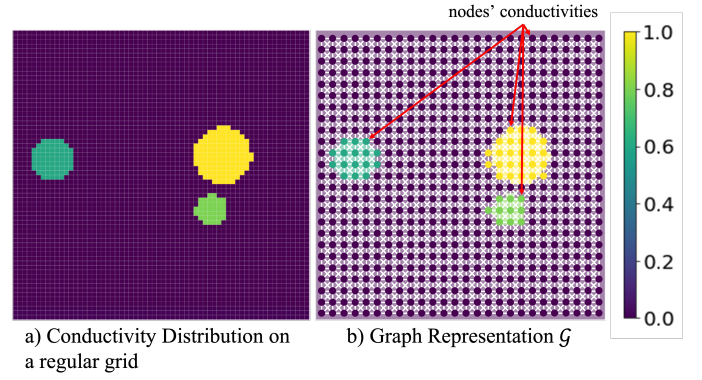 nodes' conductivities
1.0
0.8
0.6
0.4
0.2
0.0
a) Conductivity Distribution on
a regular grid
b) Graph Representation 𝒢